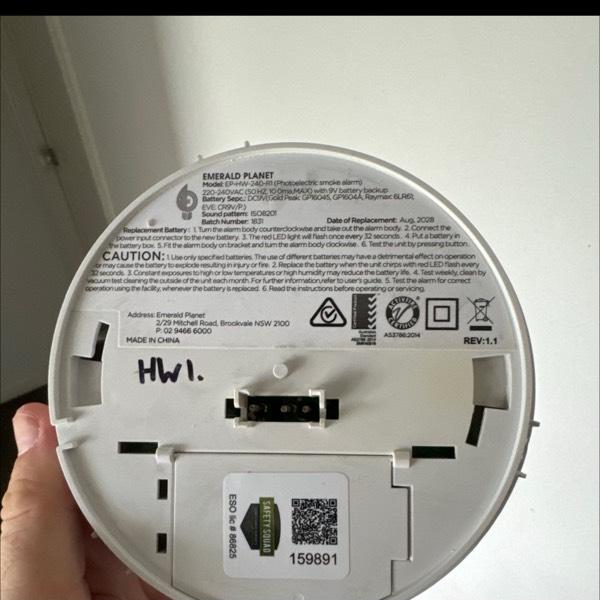 EMERALD PLANET
Model: EP-HW-240-R1 (Photoelectric smoke alarm)
220-240VAC (50 HZ, 10.0ma,MAX) with 9V battery backup
Battery Sepc.: DC9V(Gold Peak: GP1604S, GP1604A; Raymax: 6LR61;
EVE: CR9V/P.)
Sound pattern: ISO8201
Batch Number: 1831 Date of Replacement: Aug, 2028
Replacement Battery : 1. Turn the alarm body counterclockwise and take out the alarm body. 2. Connect the
power input connector to the new battery. 3. The red LED light will flash once every 32 seconds. 4. Put a battery in
the battery box. 5. Fit the alarm body on bracket and turn the alarm body clockwise. 6. Test the unit by pressing button.
CAUTION: 1. Use only specified batteries. The use of different batteries may have a detrimental effect on operation
or may cause the battery to explode resulting in injury or fire. 2. Replace the battery when the unit chirps with red LED flash every
32 seconds. 3. Constant exposures to high or low temperatures or high humidity may reduce the battery life. 4. Test weekly, clean by
vacuum test cleaning outside of the unit each month. For further information,refer to user's guide. 5. Test the alarm for correct
operation using the facility, whenever the battery is replaced. 6. Read the instructions before operating or servicing.
Address: Emerald Planet
2/29 Mitchell Road, Brookvale NSW 2100
P: 02 9466 6000
MADE IN CHINA
ACTIVFIRE
CERTIFIED
Australian
Standard
AS3786:2014
REV:1.1
HW1.
ESO lic # 86825
SAFETY SQUAD
159891